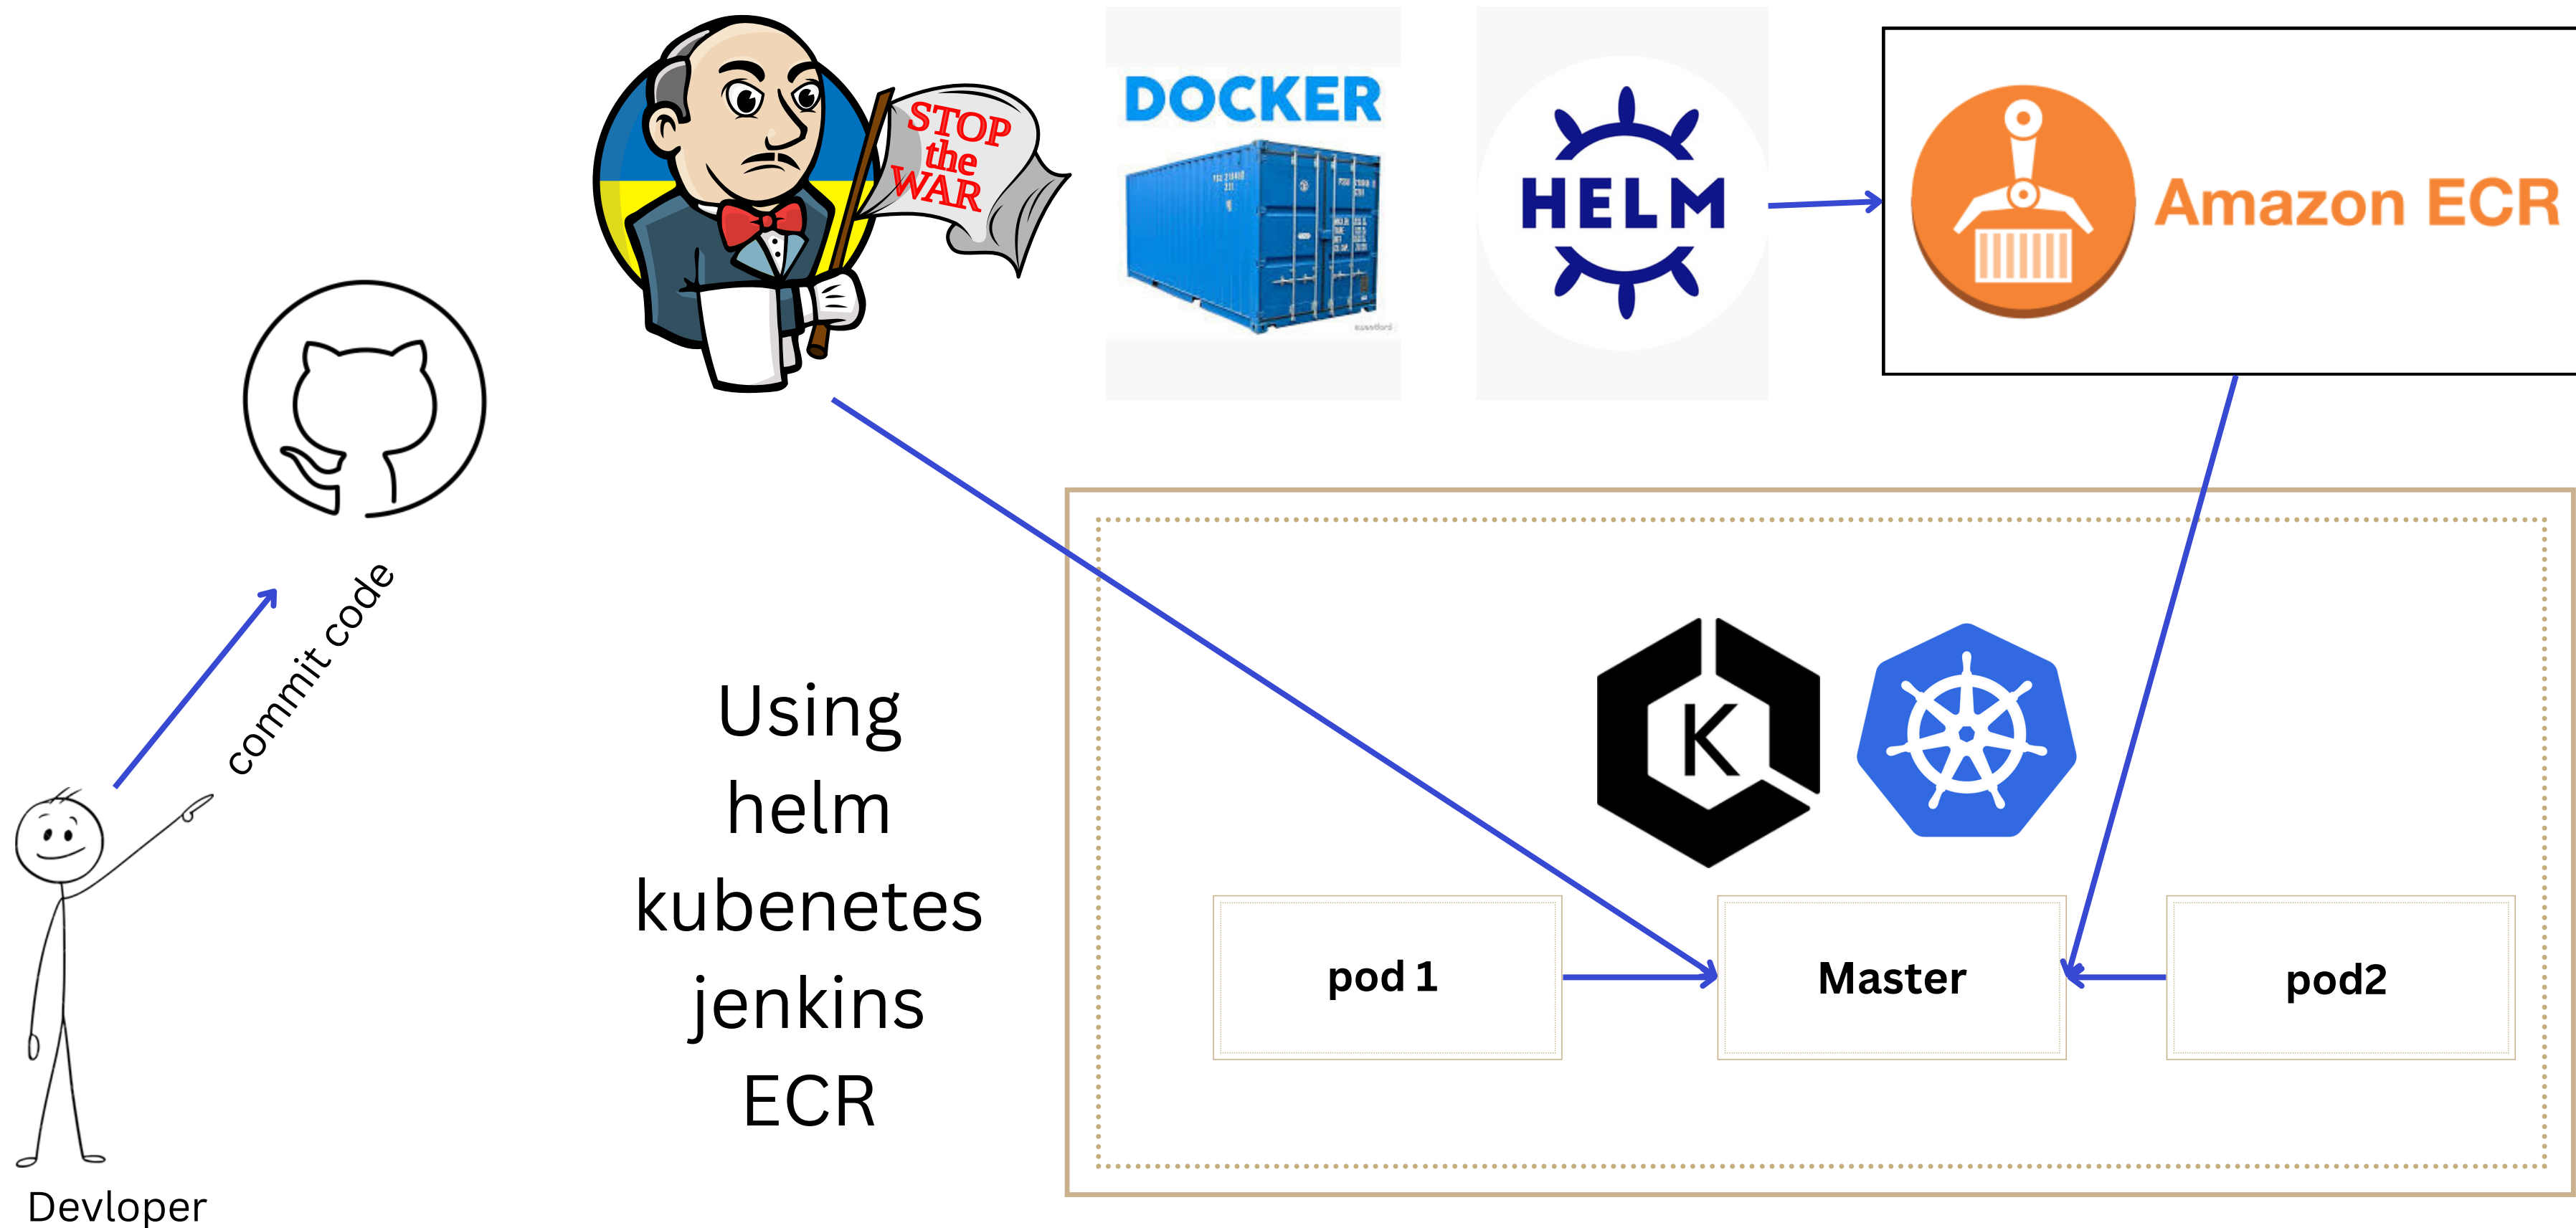 STOP
the
WAR
DOCKER
HELM
Amazon ECR
commit code
Using
helm
kubenetes
jenkins
ECR
K
pod 1
Master
pod2
Devloper